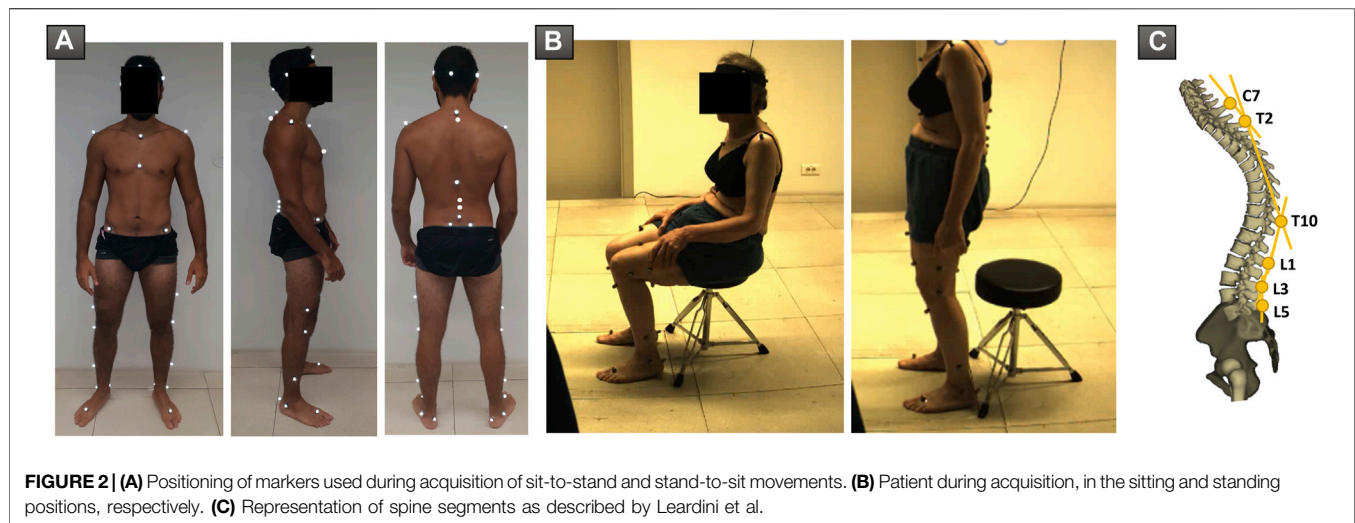 A
B
C
C7
T2
T10
L1
L3
L5
FIGURE 2 | (A) Positioning of markers used during acquisition of sit-to-stand and stand-to-sit movements. (B) Patient during acquisition, in the sitting and standing
positions, respectively. (C) Representation of spine segments as described by Leardini et al.